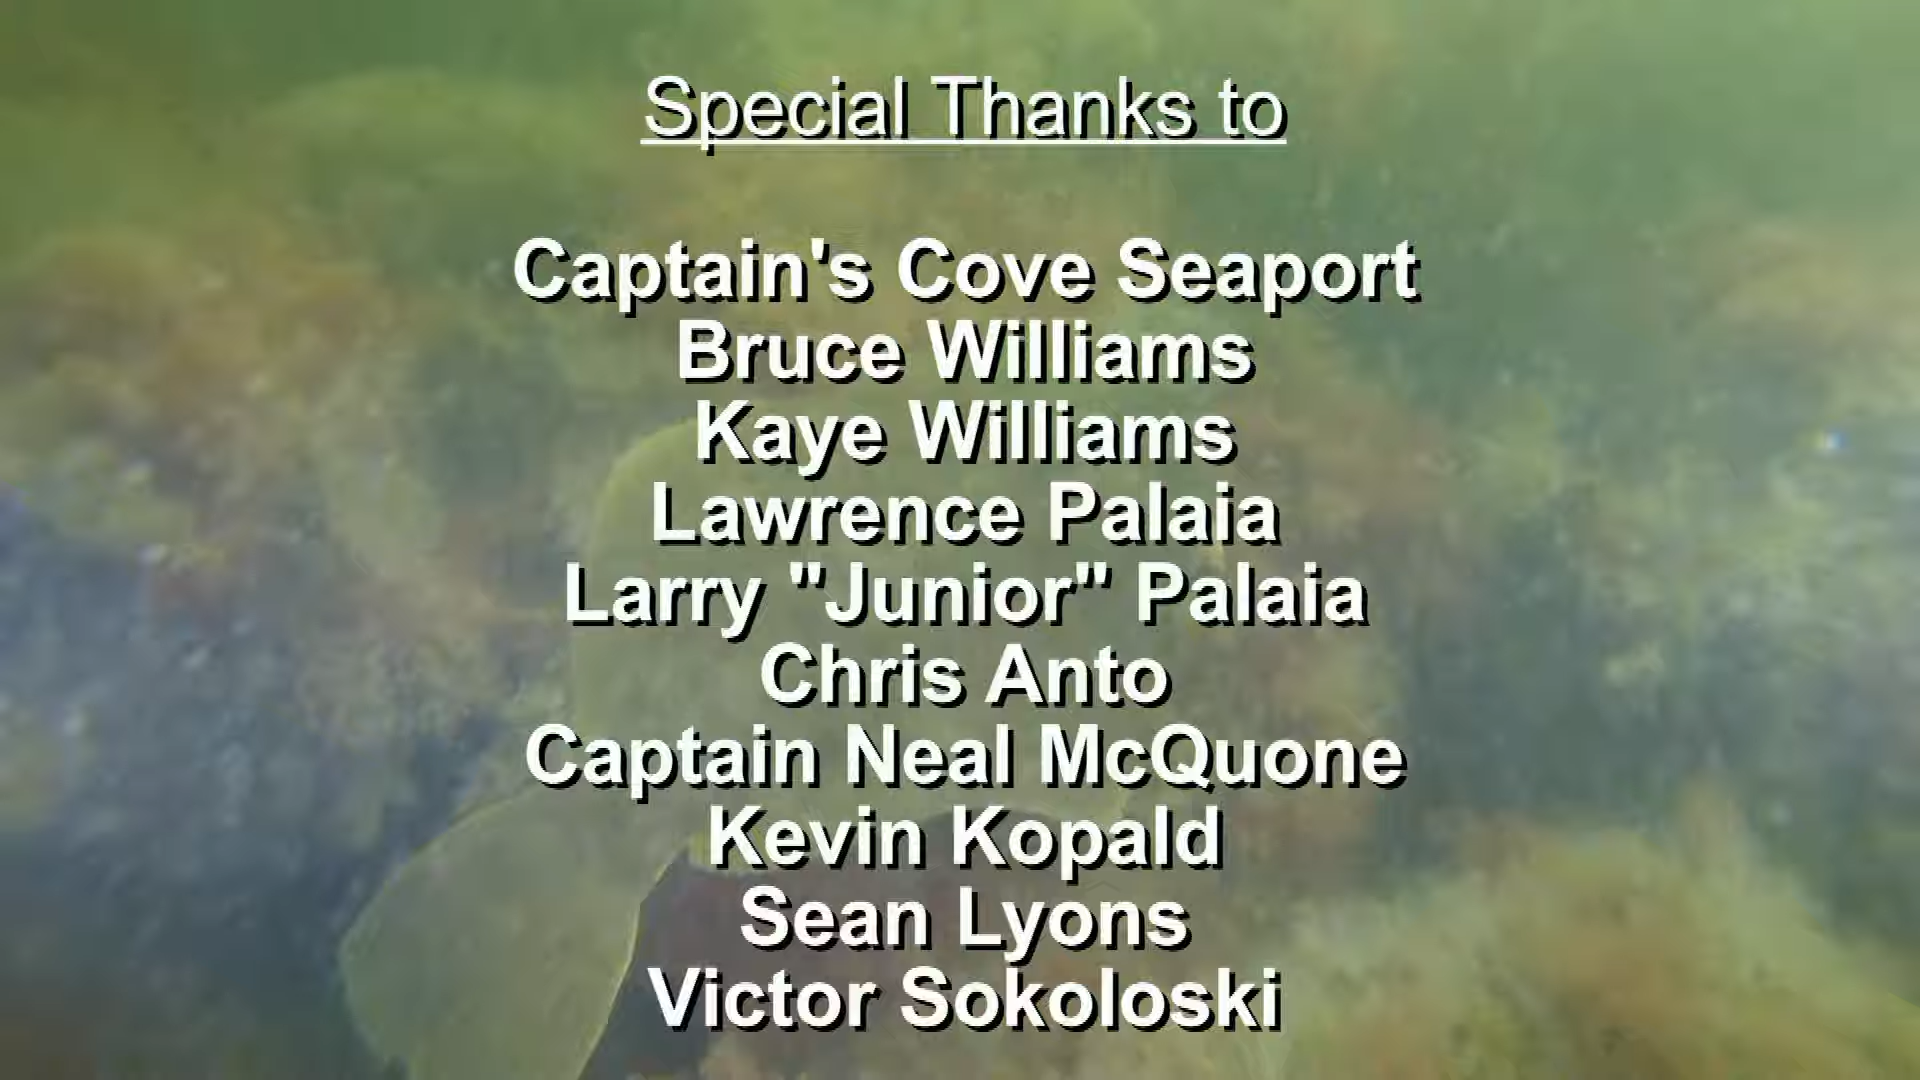 Special Thanks to
Captain's Cove Seaport
Bruce Williams
Kaye Williams
Lawrence Palaia
Larry "Junior" Palaia
Chris Anto
Captain Neal McQuone
Kevin Kopald
Sean Lyons
Victor Sokoloski